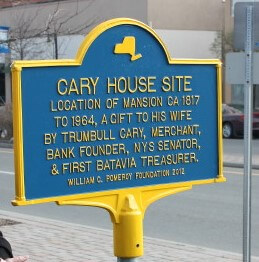 CARY HOUSE SITE
LOCATION OF MANSION CA 1817
TO 1964, A GIFT TO HIS WIFE
BY TRUMBULL CARY, MERCHANT,
BANK FOUNDER, NYS SENATOR,
& FIRST BATAVIA TREASURER.
WILLIAM C. POMEROY FOUNDATION 2012